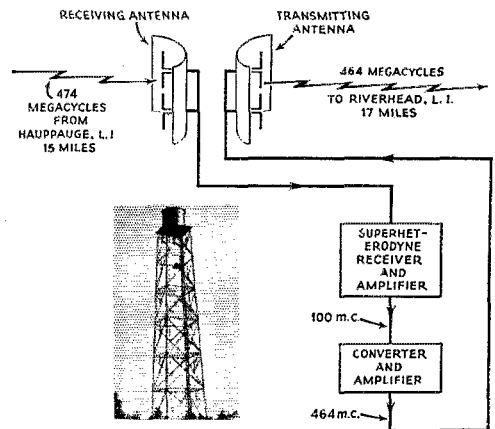 RECEIVING ANTENNA
TRANSMITTING
ANTENNA
474
MEGACYCLES
FROM
HAUPPAUGE, L.I
15 MILES
464 MEGACYCLES
TO RIVERHEAD, L.I.
17 MILES
SUPERHET-
ERODYNE
RECEIVER
AND
AMPLIFIER
100 m.c.
CONVERTER
AND
AMPLIFIER
464 m.c.